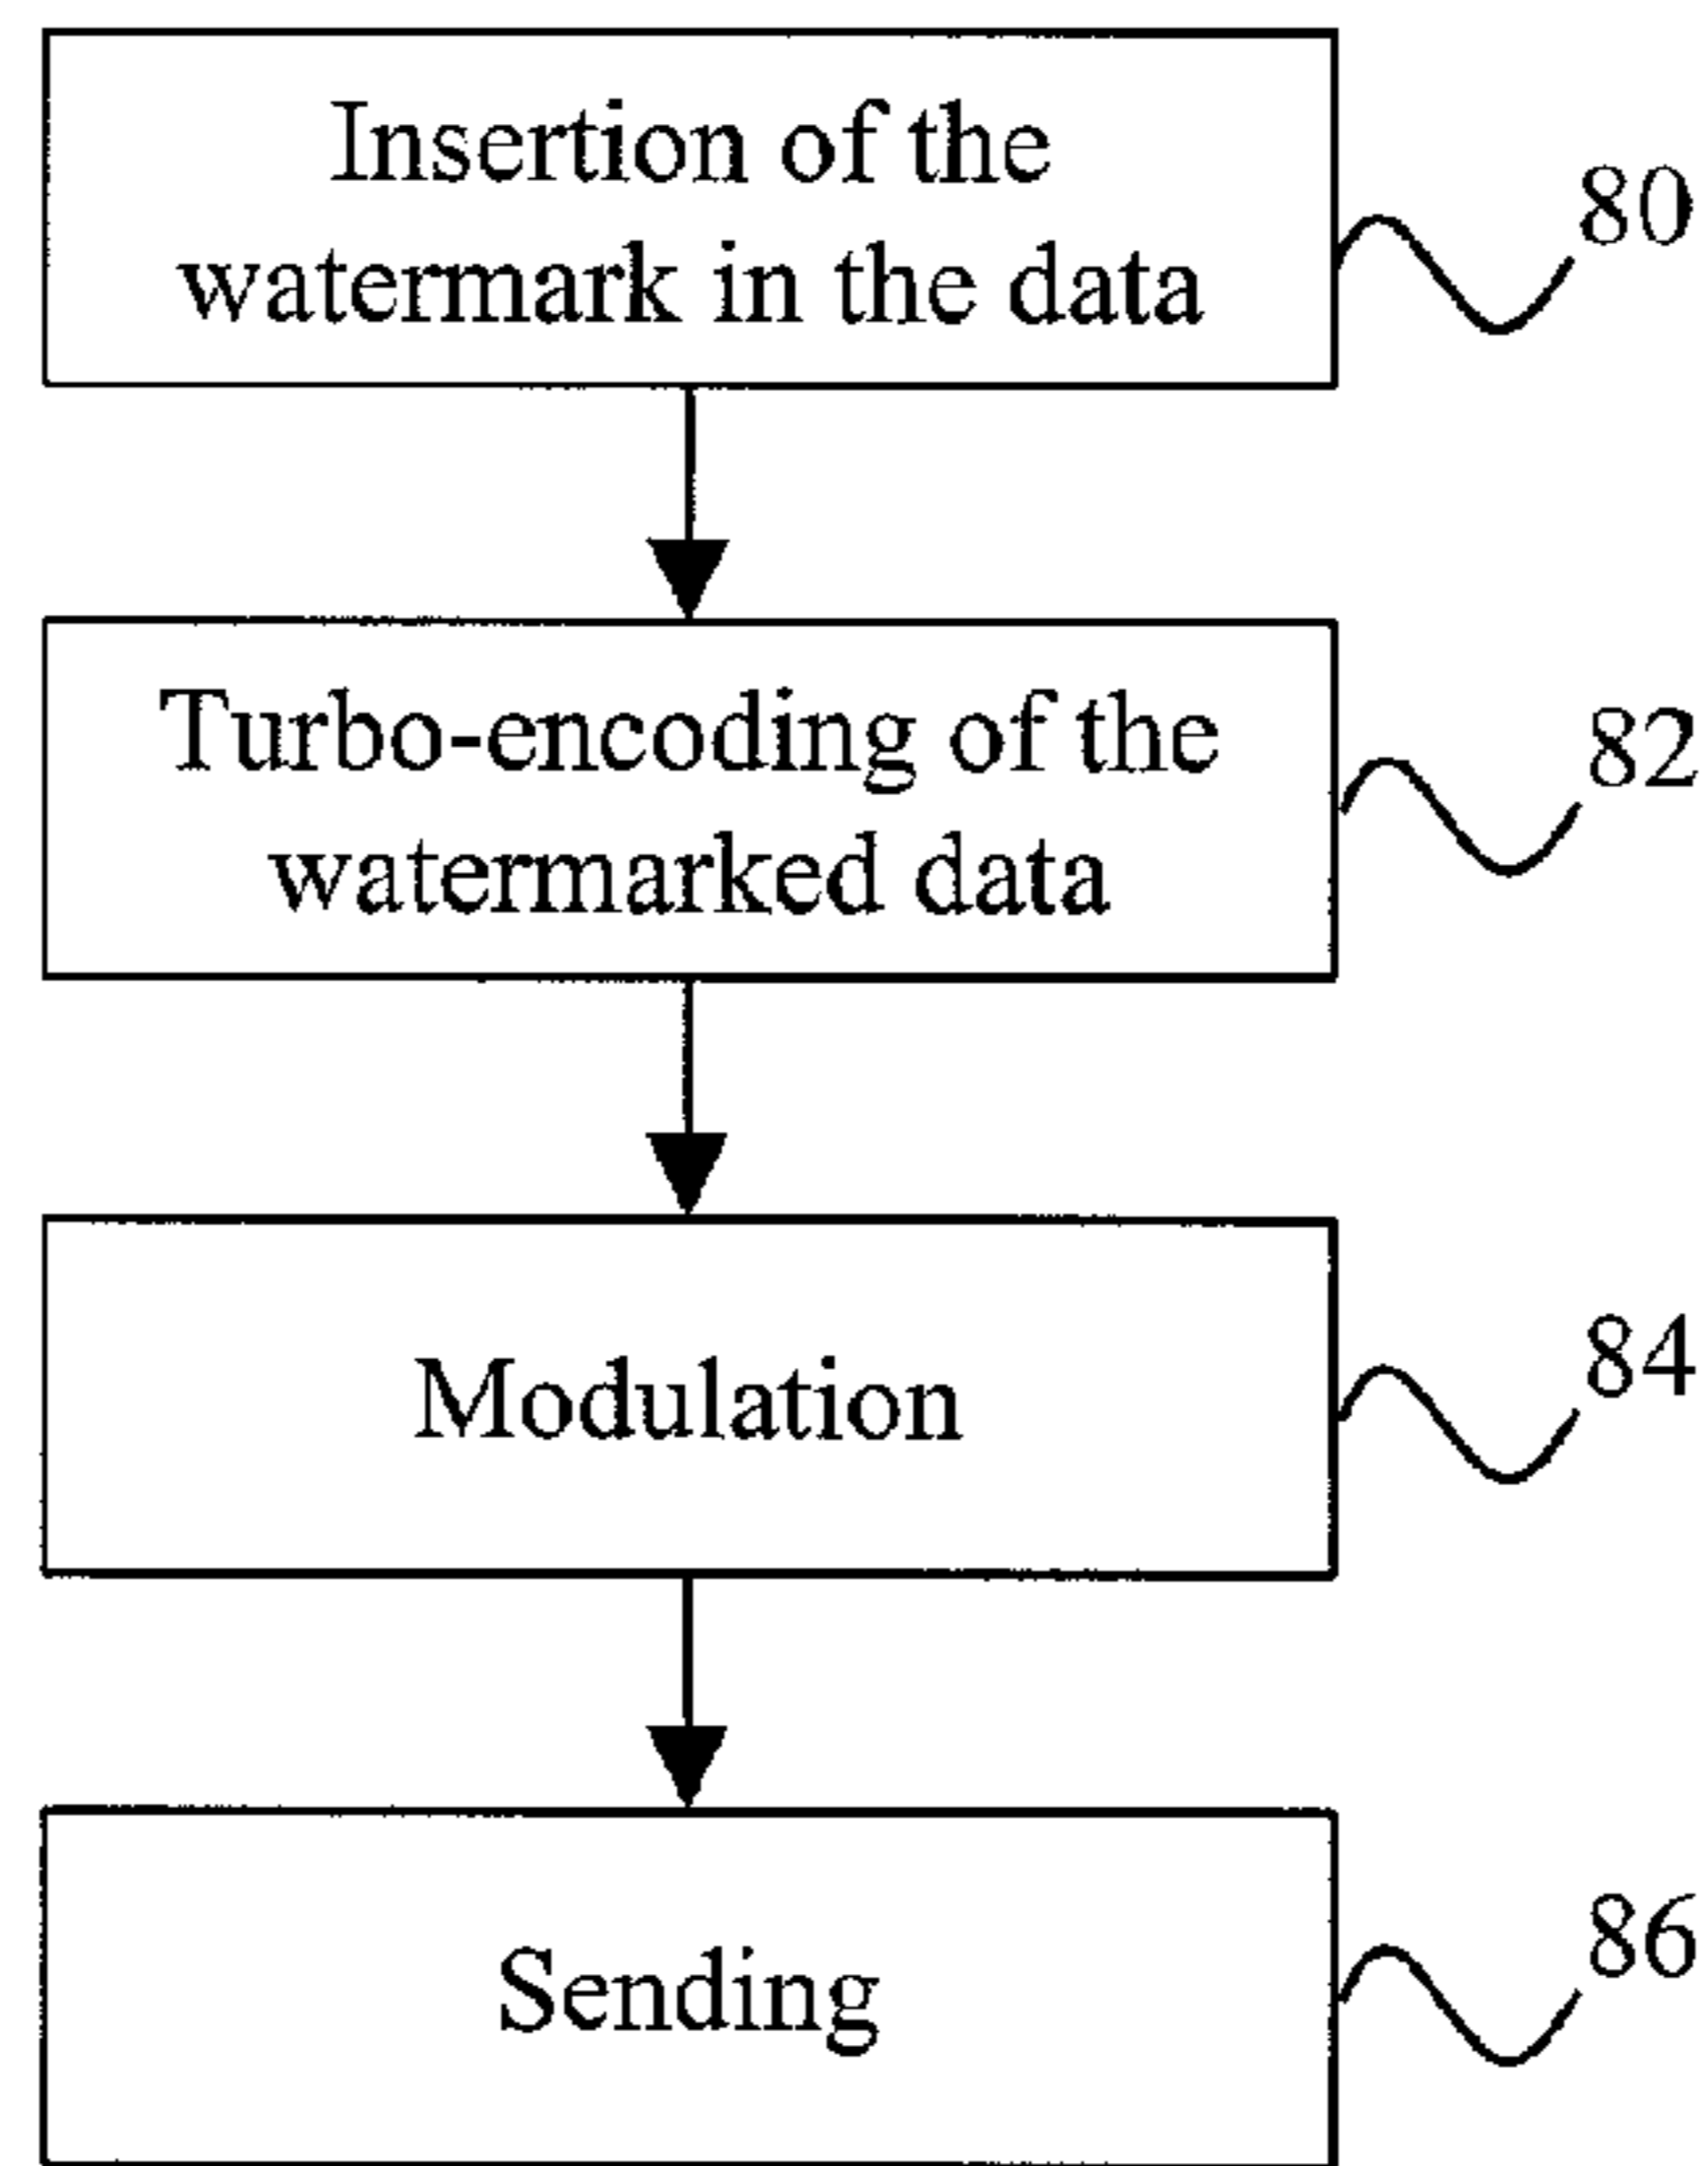 Insertion of the
watermark in the data
80
Turbo-encoding of the
watermarked data
82
Modulation
84
Sending
86